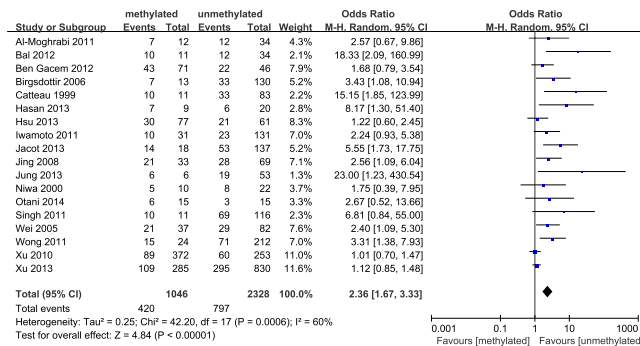 methylated unmethylated Odds Ratio Odds Ratio
Study or Subgroup Events Total Events Total Weight M-H. Random. 95% CI M-H. Random. 95% CI
Al-Moghrabi 2011 7 12 12 34 4.3% 2.57 [0.67, 9.86]
Bal 2012 10 11 12 34 2.1% 18.33 [2.09, 160.99]
Ben Gacem 2012 43 71 22 46 7.9% 1.68 [0.79, 3.54]
Birgsdottir 2006 7 13 33 130 5.3% 3.43 [1.08, 10.94]
Catteau 1999 10 11 33 83 2.2% 15.15 [1.85, 123.99]
Hasan 2013 7 9 6 20 2.8% 8.17 [1.30, 51.40]
Hsu 2013 30 77 21 61 8.2% 1.22 [0.60, 2.45]
Iwamoto 2011 10 31 23 131 6.9% 2.24 [0.93, 5.38]
Jacot 2013 14 18 53 137 5.2% 5.55 [1.73, 17.75]
Jing 2008 21 33 28 69 7.1% 2.56 [1.09, 6.04]
Jung 2013 6 6 19 53 1.2% 23.00 [1.23, 430.54]
Niwa 2000 5 10 8 22 3.7% 1.75 [0.39, 7.95]
Otani 2014 6 15 3 15 3.4% 2.67 [0.52, 13.66]
Singh 2011 10 11 69 116 2.2% 6.81 [0.84, 55.00]
Wei 2005 21 37 29 82 7.5% 2.40 [1.09, 5.30]
Wong 2011 15 24 71 212 6.9% 3.31 [1.38, 7.93]
Xu 2010 89 372 60 253 11.4% 1.01 [0.70, 1.47]
Xu 2013 109 285 295 830 12.2% 1.12 [0.85, 1.48]
Total (95% CI) 1046 2328 100.0% 2.36 [1.67, 3.33]
Total events 420 797
Heterogeneity: Tau² = 0.25; Chi² = 42.20, df = 17 (P = 0.0006); I² = 60%
Test for overall effect: Z = 4.84 (P < 0.00001)
0.001 0.1 1 10 1000
Favours [methylated] Favours [unmethylated]